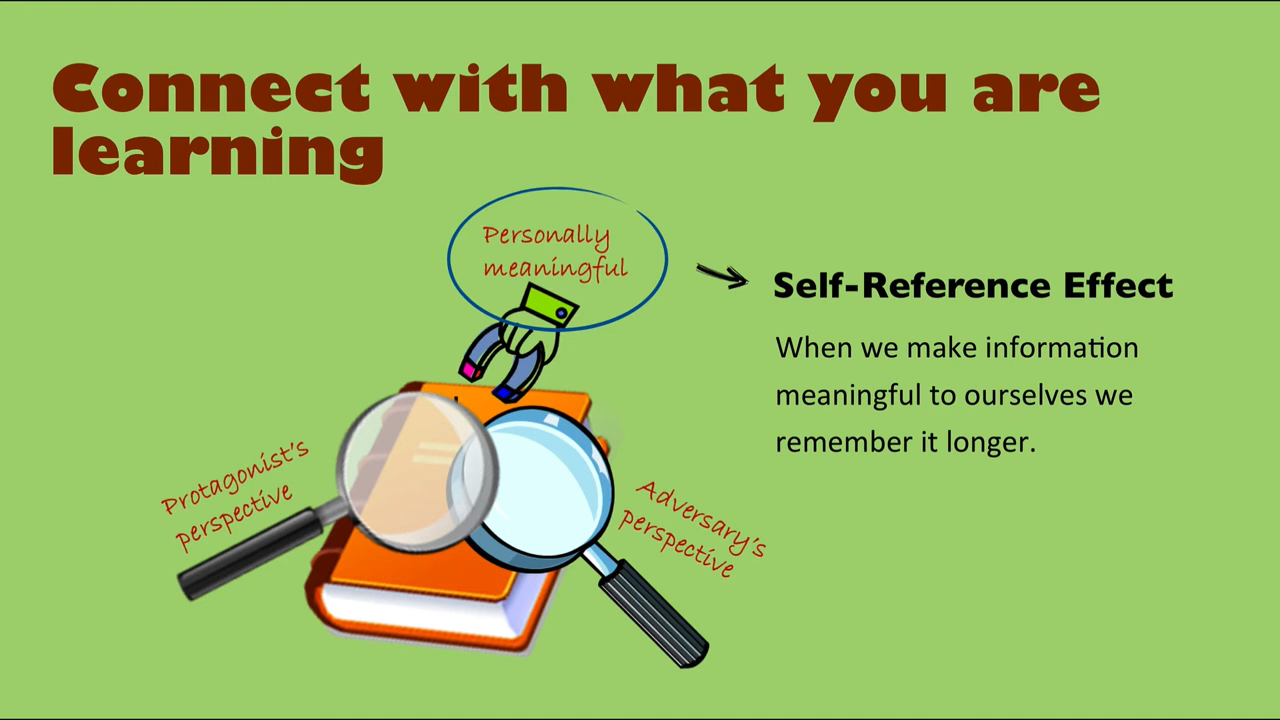 Connect with what you are
learning
Personally
meaningful
Self-Reference Effect
When we make information
meaningful to ourselves we
remember it longer.
Protagonist's
perspective
Adversary's
perspective